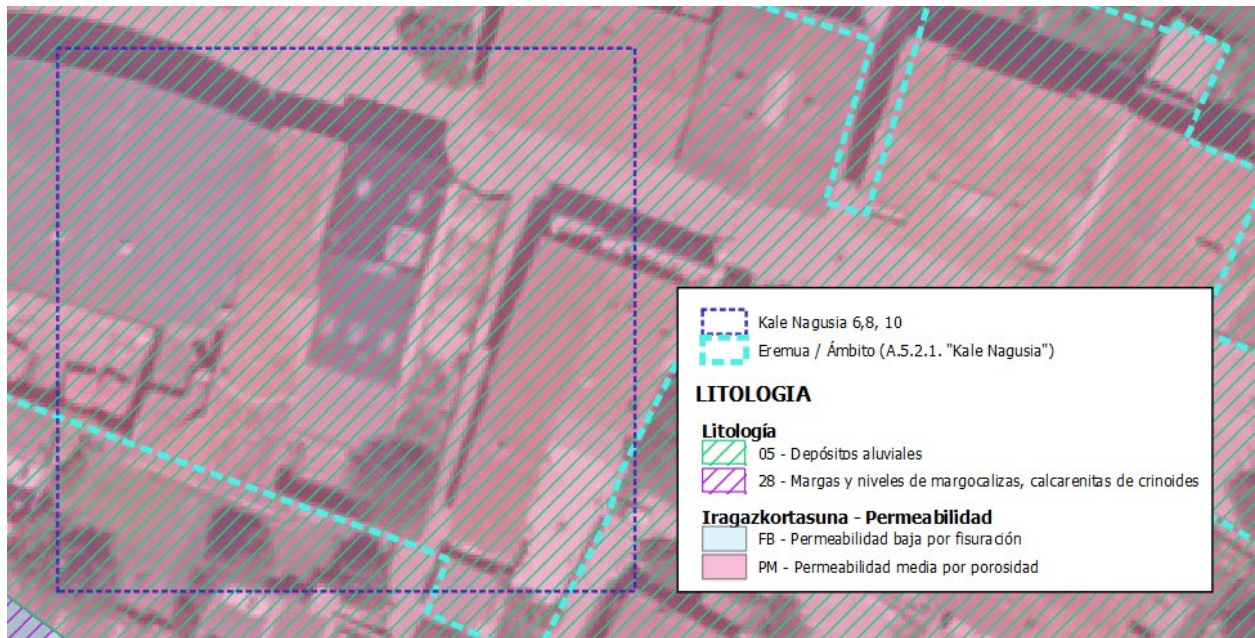 Kale Nagusia 6,8, 10
Eremua / Ámbito (A.5.2.1. "Kale Nagusia")
LITOLOGIA
Litología
05 - Depósitos aluviales
28 - Margas y niveles de margocalizas, calcarenitas de crinoides
Iragazkortasuna - Permeabilidad
FB - Permeabilidad baja por fisuración
PM - Permeabilidad media por porosidad